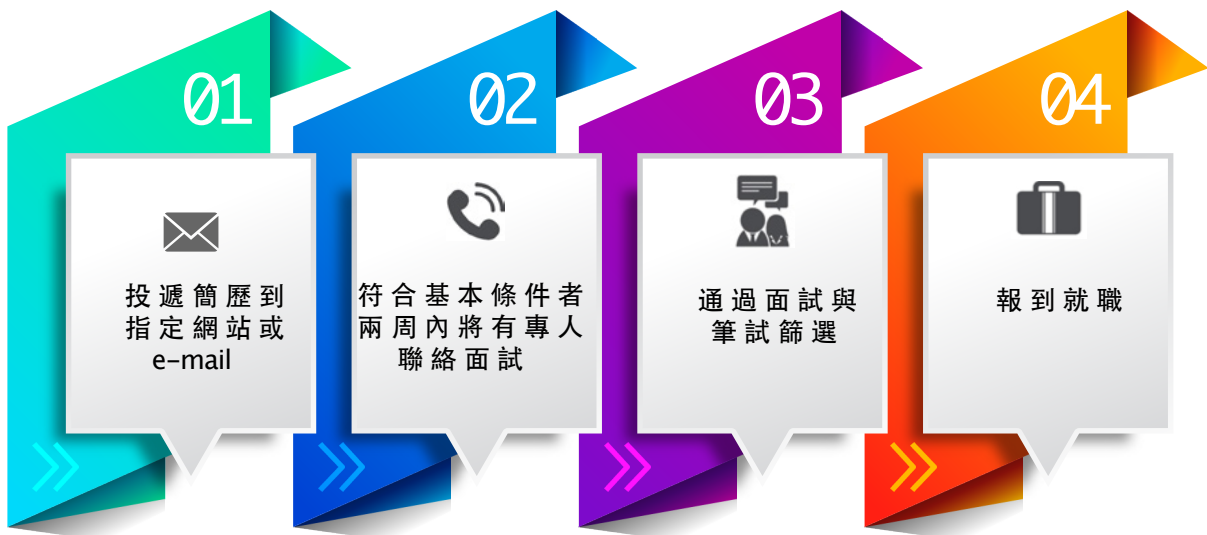 01
投遞簡歷到
指定網站或
e-mail
02
符合基本條件者
兩周內將有專人
聯絡面試
03
通過面試與
筆試篩選
04
報到就職